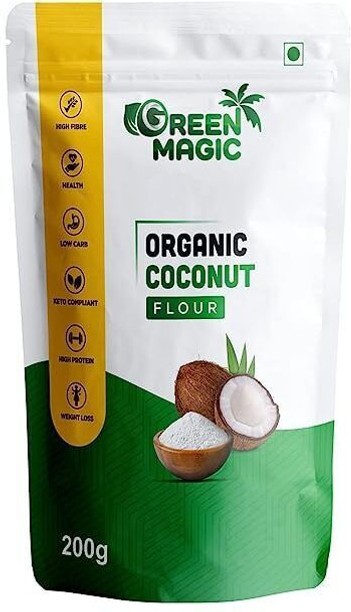 GREEN
MAGIC
HIGH FIBRE
HEALTH
LOW CARB
KETO COMPLIANT
HIGH PROTEIN
WEIGHT LOSS
ORGANIC
COCONUT
FLOUR
200g